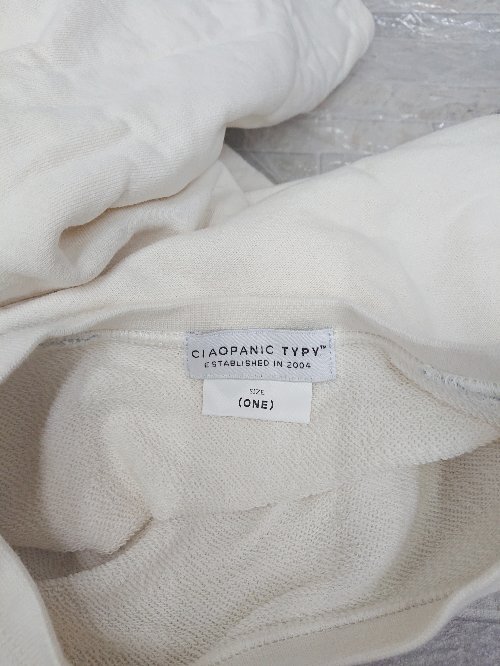 CIAOPANIC TYPY™
ESTABLISHED IN 2004
SIZE
(ONE)